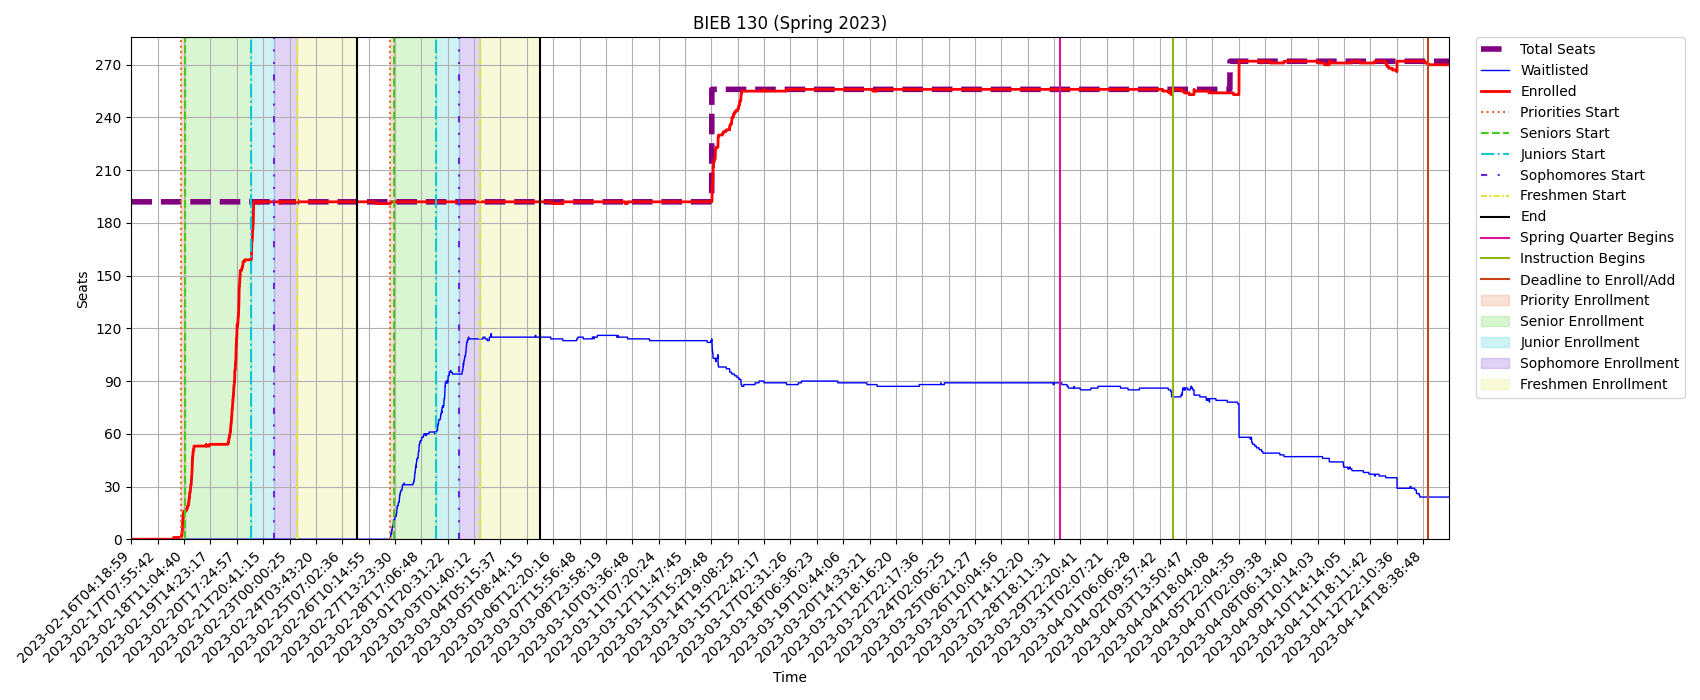 BIEB 130 (Spring 2023)
Seats
270
240
210
180
150
120
90
60
30
0
2023-02-16T04:18:59
2023-02-17T07:55:42
2023-02-18T11:04:40
2023-02-19T14:23:17
2023-02-20T17:24:57
2023-02-21T20:41:15
2023-02-23T00:00:25
2023-02-24T03:43:20
2023-02-25T07:02:36
2023-02-26T10:14:55
2023-02-27T13:23:30
2023-02-28T17:06:48
2023-03-01T20:31:22
2023-03-03T01:40:12
2023-03-04T05:15:37
2023-03-05T08:44:15
2023-03-06T12:20:16
2023-03-07T15:56:48
2023-03-08T23:58:19
2023-03-10T03:36:48
2023-03-11T07:20:24
2023-03-12T11:47:45
2023-03-13T15:29:48
2023-03-14T19:08:25
2023-03-15T22:42:17
2023-03-17T02:31:26
2023-03-18T06:36:23
2023-03-19T10:44:06
2023-03-20T14:33:21
2023-03-21T18:16:20
2023-03-22T22:17:36
2023-03-24T02:05:25
2023-03-25T06:21:27
2023-03-26T10:04:56
2023-03-27T14:12:20
2023-03-28T18:11:31
2023-03-29T22:20:41
2023-03-31T02:07:21
2023-04-01T06:06:28
2023-04-02T09:57:42
2023-04-03T13:50:47
2023-04-04T18:04:08
2023-04-05T22:04:35
2023-04-07T02:09:38
2023-04-08T06:13:40
2023-04-09T10:14:03
2023-04-10T14:14:05
2023-04-11T18:11:42
2023-04-12T22:10:36
2023-04-14T18:38:48
Time
Total Seats
Waitlisted
Enrolled
Priorities Start
Seniors Start
Juniors Start
Sophomores Start
Freshmen Start
End
Spring Quarter Begins
Instruction Begins
Deadline to Enroll/Add
Priority Enrollment
Senior Enrollment
Junior Enrollment
Sophomore Enrollment
Freshmen Enrollment